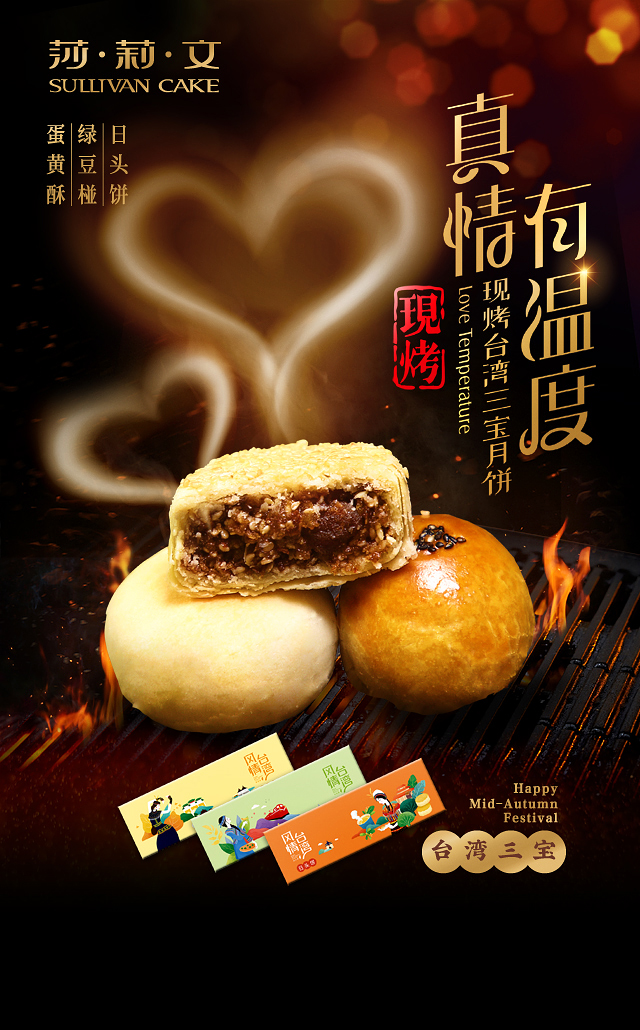 莎·莉·文
SULLIVAN CAKE
日头饼
绿豆椪
蛋黄酥
真情
有温度
现烤台湾三宝月饼
Love Temperature
現烤
台湾
风情
台湾
风情
台湾
风情
Happy
Mid-Autumn
Festival
台湾三宝